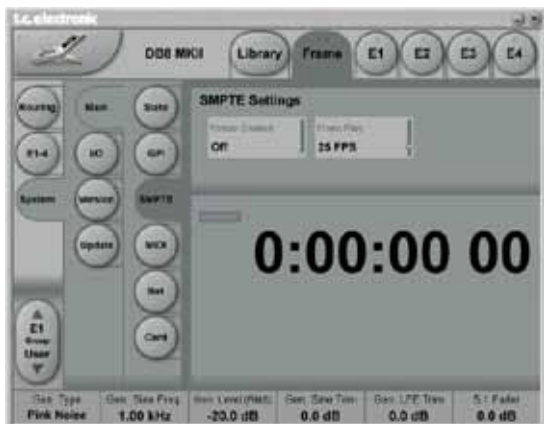 t.c. electronic
DB8 MKII
Library
Frame
E1
E2
E3
E4
Routing
Main
State
SMPTE Settings
Off
25 FPS
E1-4
I/O
GPI
System
Version
SMPTE
Update
MIDI
Net
Card
0:00:00 00
E1
Group
User
Gen. Type
Gen. Sine Freq
Gen. Level (RMS)
Gen. Sine Trim
Gen. LFE Trim
5.1 Fader
Pink Noise
1.00 kHz
-20.0 dB
0.0 dB
0.0 dB
0.0 dB